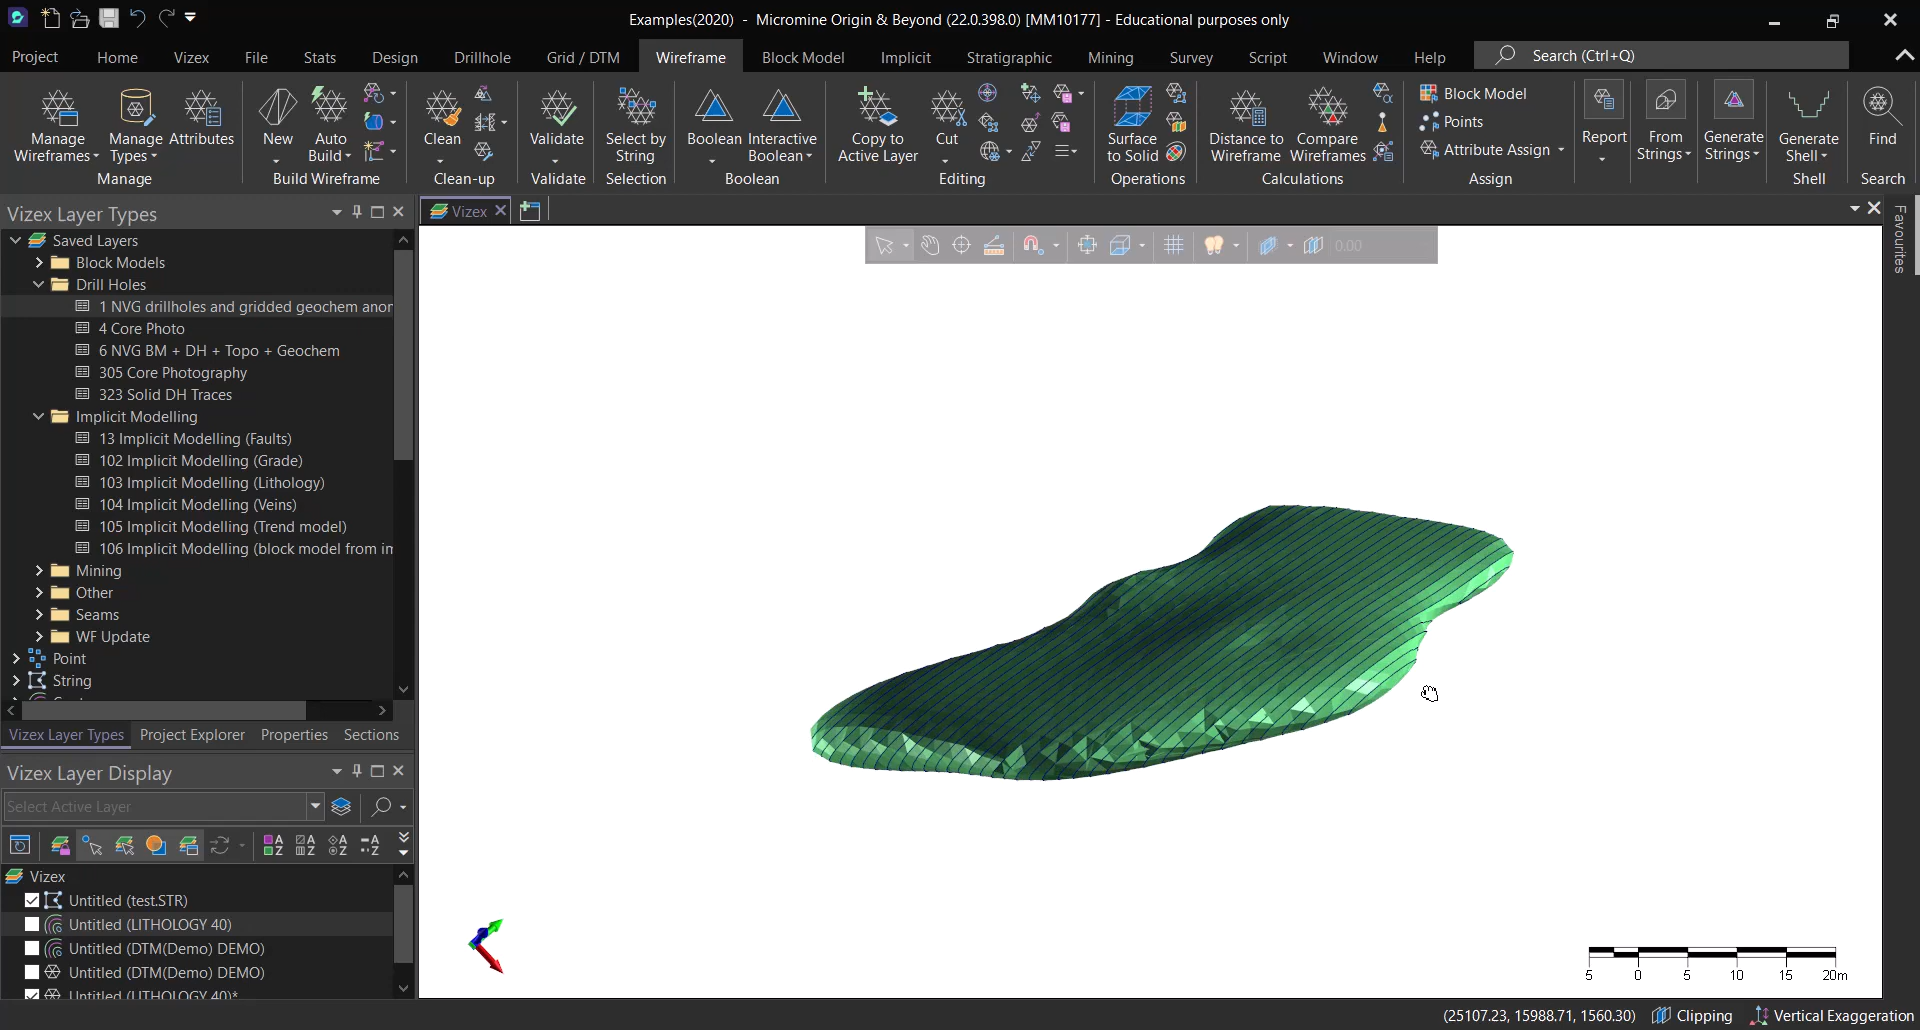 Examples(2020) - Micromine Origin & Beyond (22.0.398.0) [MM10177] - Educational purposes only
Project Home Vizex File Stats Design Drillhole Grid / DTM Wireframe Block Model Implicit Stratigraphic Mining Survey Script Window Help Search (Ctrl+Q)
Manage Wireframes
Manage Types
Attributes
Manage
New
Auto Build
Build Wireframe
Clean
Clean-up
Validate
Validate
Select by String
Selection
Boolean
Interactive Boolean
Boolean
Copy to Active Layer
Cut
Editing
Surface to Solid
Operations
Distance to Wireframe
Compare Wireframes
Calculations
Block Model
Points
Attribute Assign
Assign
Report
From Strings
Generate Strings
Generate Shell
Shell
Find
Search
Vizex Layer Types
Saved Layers
Block Models
Drill Holes
1 NVG drillholes and gridded geochem anor
4 Core Photo
6 NVG BM + DH + Topo + Geochem
305 Core Photography
323 Solid DH Traces
Implicit Modelling
13 Implicit Modelling (Faults)
102 Implicit Modelling (Grade)
103 Implicit Modelling (Lithology)
104 Implicit Modelling (Veins)
105 Implicit Modelling (Trend model)
106 Implicit Modelling (block model from in
Mining
Other
Seams
WF Update
Point
String
Vizex Layer Types Project Explorer Properties Sections
Vizex Layer Display
Select Active Layer
Vizex
Untitled (test.STR)
Untitled (LITHOLOGY 40)
Untitled (DTM(Demo) DEMO)
Untitled (DTM(Demo) DEMO)
Untitled (LITHOLOGY 40)*
Vizex
0.00
Favourites
5 0 5 10 15 20m
(25107.23, 15988.71, 1560.30) Clipping Vertical Exaggeration